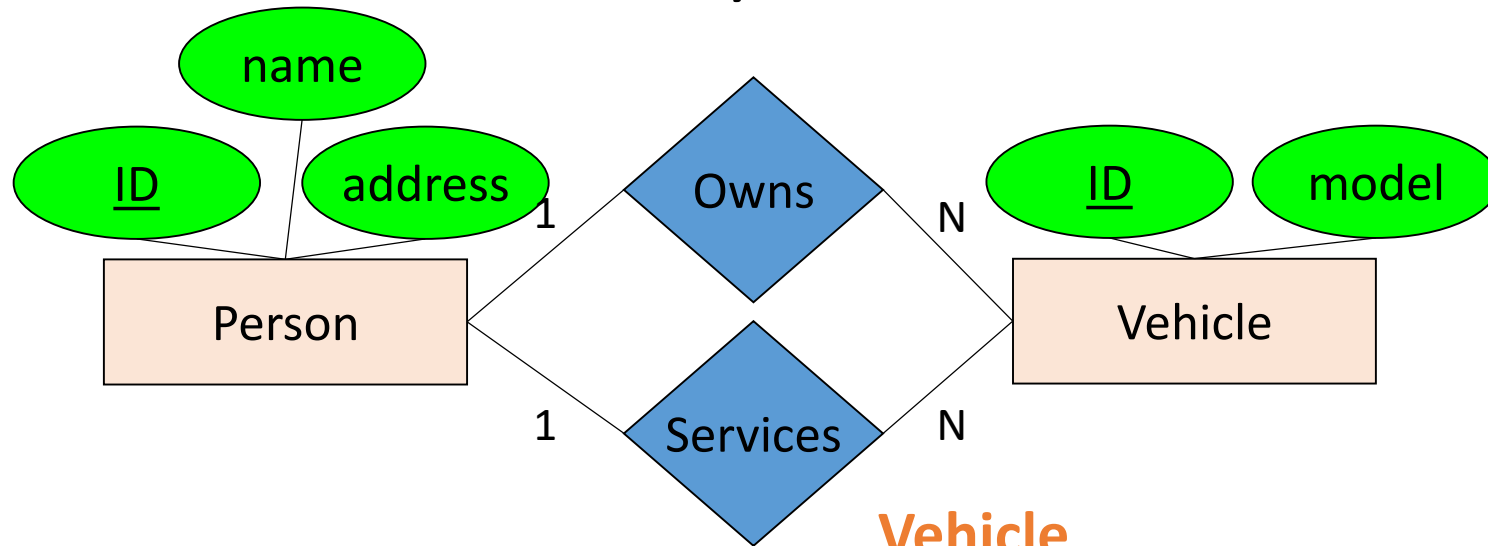 name
ID
address
Owns
ID
model
1
N
Person
Vehicle
1
Services
N
Vehicle